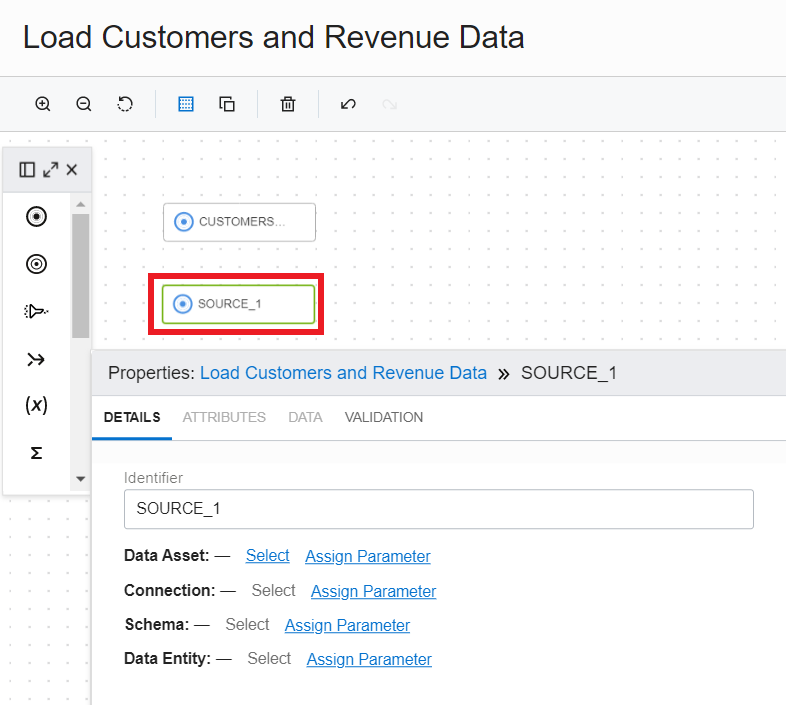 Load Customers and Revenue Data
CUSTOMERS...
SOURCE_1
Properties: Load Customers and Revenue Data » SOURCE_1
DETAILS ATTRIBUTES DATA VALIDATION
Identifier
SOURCE_1
Data Asset: — Select Assign Parameter
Connection: — Select Assign Parameter
Schema: — Select Assign Parameter
Data Entity: — Select Assign Parameter
(x)
Σ